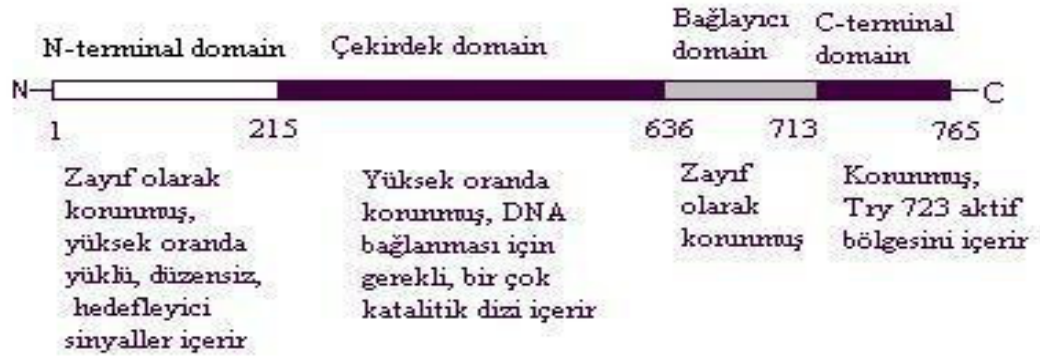 N-terminal domain
Çekirdek domain
Bağlayıcı
domain
C-terminal
domain
N
C
1
215
636
713
765
Zayıf olarak
korunmuş,
yüksek oranda
yüklü, düzensiz,
hedefleyici
sinyaller içerir
Yüksek oranda
korunmuş, DNA
bağlanması için
gerekli, bir çok
katalitik dizi içerir
Zayıf
olarak
korunmuş
Korunmuş,
Try 723 aktif
bölgesini içerir